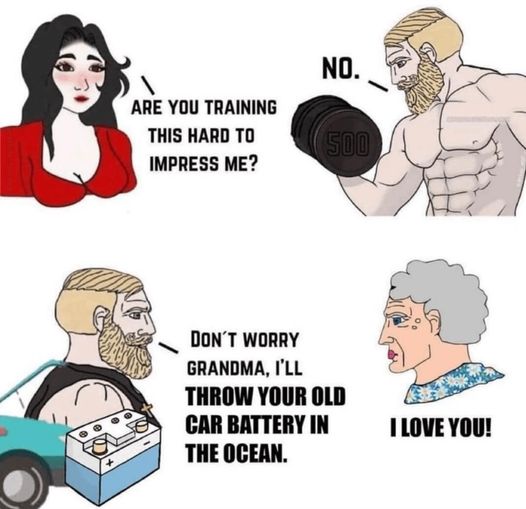 ARE YOU TRAINING
THIS HARD TO
IMPRESS ME?
NO.
500
DON´T WORRY
GRANDMA, I'LL
THROW YOUR OLD
CAR BATTERY IN
THE OCEAN.
I LOVE YOU!